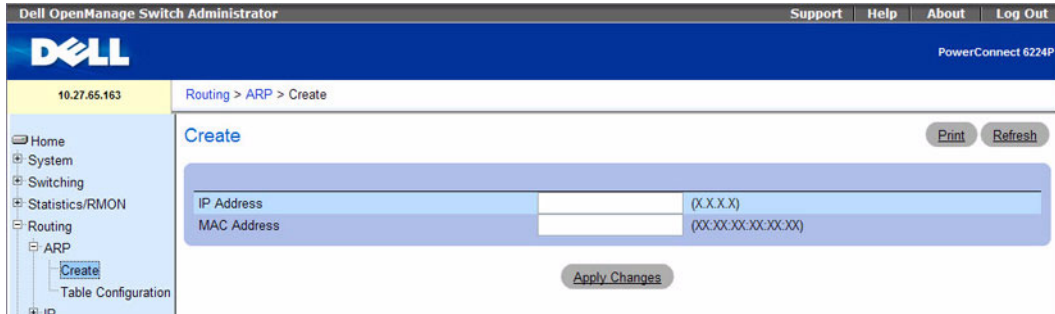 Dell OpenManage Switch Administrator
Support Help About Log Out
DELL
PowerConnect 6224P
10.27.65.163
Routing > ARP > Create
Home
System
Switching
Statistics/RMON
Routing
ARP
Create
Table Configuration
IP
Create
Print Refresh
IP Address (X.X.X.X)
MAC Address (XX:XX:XX:XX:XX:XX)
Apply Changes